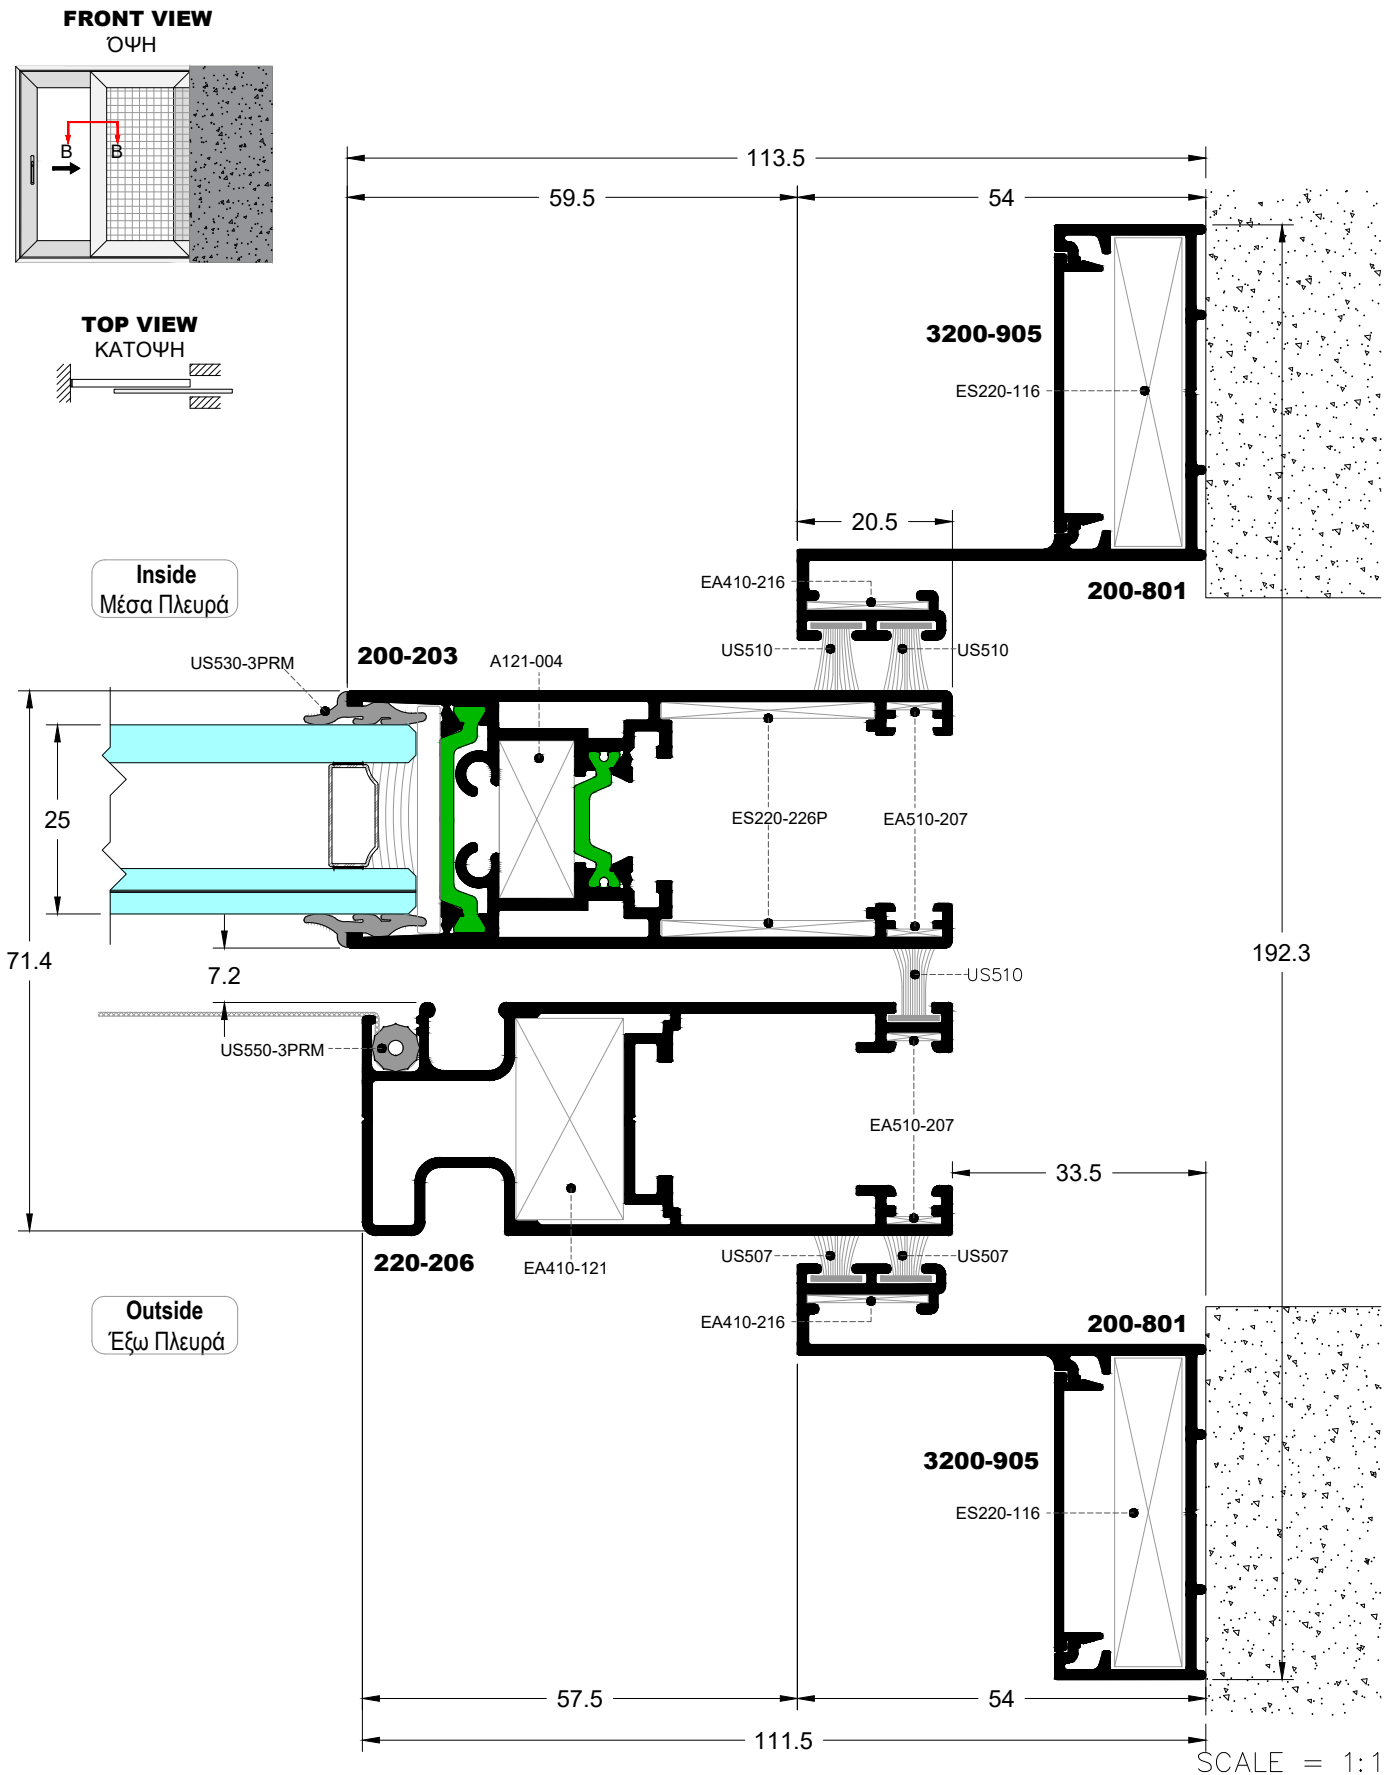 FRONT VIEW
ΌΨΗ
B B
TOP VIEW
ΚΑΤΟΨΗ
113.5
59.5
54
3200-905
ES220-116
20.5
Inside
Μέσα Πλευρά
EA410-216
200-801
US510
US510
200-203
A121-004
US530-3PRM
25
ES220-226P
EA510-207
71.4
7.2
US510
192.3
US550-3PRM
EA510-207
33.5
220-206
EA410-121
US507
US507
EA410-216
200-801
Outside
Έξω Πλευρά
3200-905
ES220-116
57.5
54
111.5
SCALE = 1:1